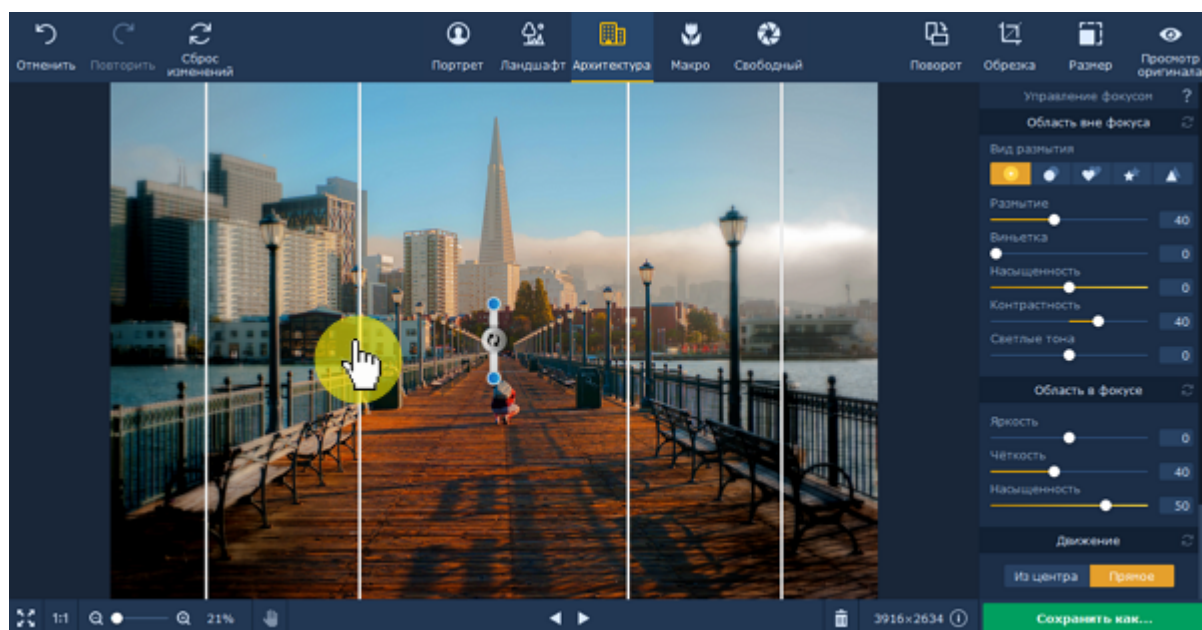 Отменить
Повторить
Сброс
изменений
Портрет
Ландшафт
Архитектура
Макро
Свободный
Поворот
Обрезка
Размер
Просмотр
оригинала
Управление фокусом ?
Область вне фокуса
Вид размытия
Размытие
40
Виньетка
0
Насыщенность
0
Контрастность
40
Светлые тона
0
Область в фокусе
Яркость
0
Чёткость
40
Насыщенность
50
Движение
Из центра Прямое
1:1 21% 3916×2634 Сохранить как...